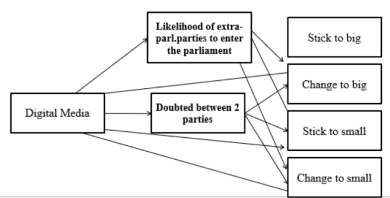 Likelihood of extra-
parl.parties to enter
the parliament
Stick to big
Change to big
Digital Media
Doubted between 2
parties
Stick to small
Change to small